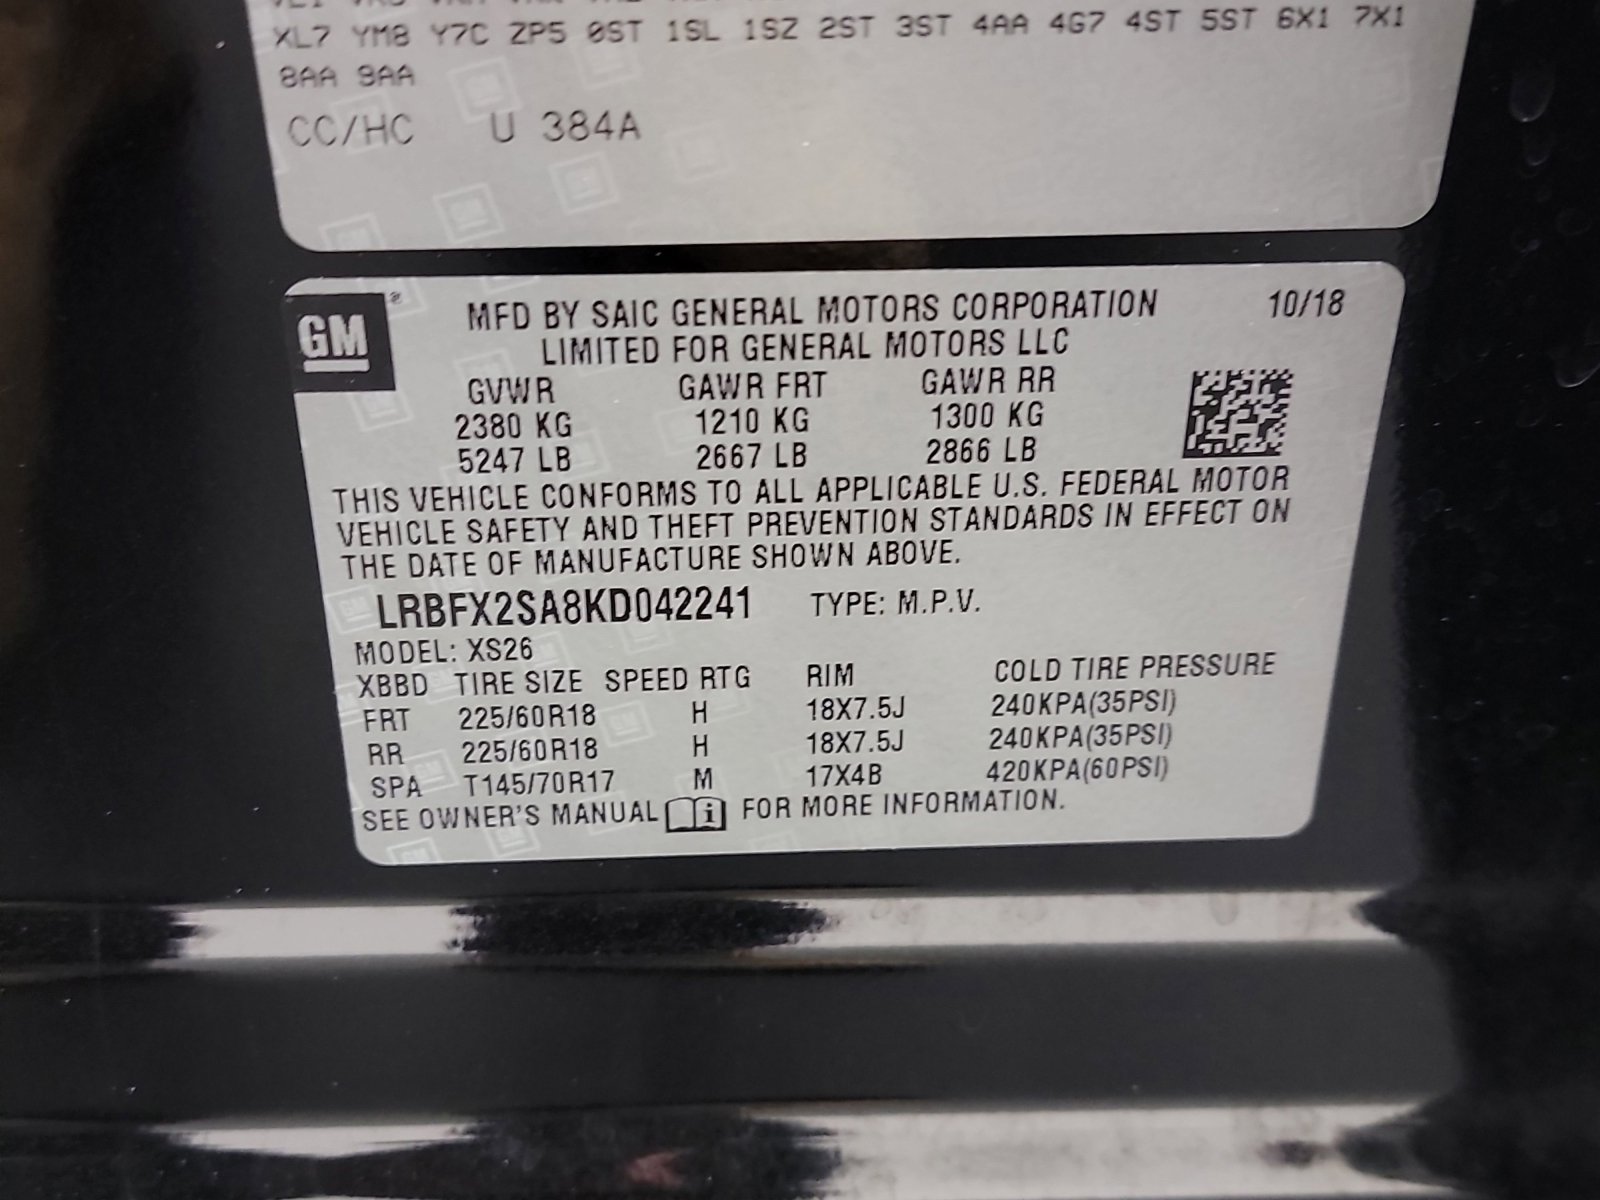 XL7 YM8 Y7C ZP5 0ST 1SL 1SZ 2ST 3ST 4AA 4G7 4ST 5ST 6X1 7X1
8AA 9AA
CC/HC U 384A
GM ®
MFD BY SAIC GENERAL MOTORS CORPORATION 10/18
LIMITED FOR GENERAL MOTORS LLC
GVWR GAWR FRT GAWR RR
2380 KG 1210 KG 1300 KG
5247 LB 2667 LB 2866 LB
THIS VEHICLE CONFORMS TO ALL APPLICABLE U.S. FEDERAL MOTOR
VEHICLE SAFETY AND THEFT PREVENTION STANDARDS IN EFFECT ON
THE DATE OF MANUFACTURE SHOWN ABOVE.
LRBFX2SA8KD042241 TYPE: M.P.V.
MODEL: XS26
XBBD TIRE SIZE SPEED RTG RIM COLD TIRE PRESSURE
FRT 225/60R18 H 18X7.5J 240KPA(35PSI)
RR 225/60R18 H 18X7.5J 240KPA(35PSI)
SPA T145/70R17 M 17X4B 420KPA(60PSI)
SEE OWNER'S MANUAL i FOR MORE INFORMATION.